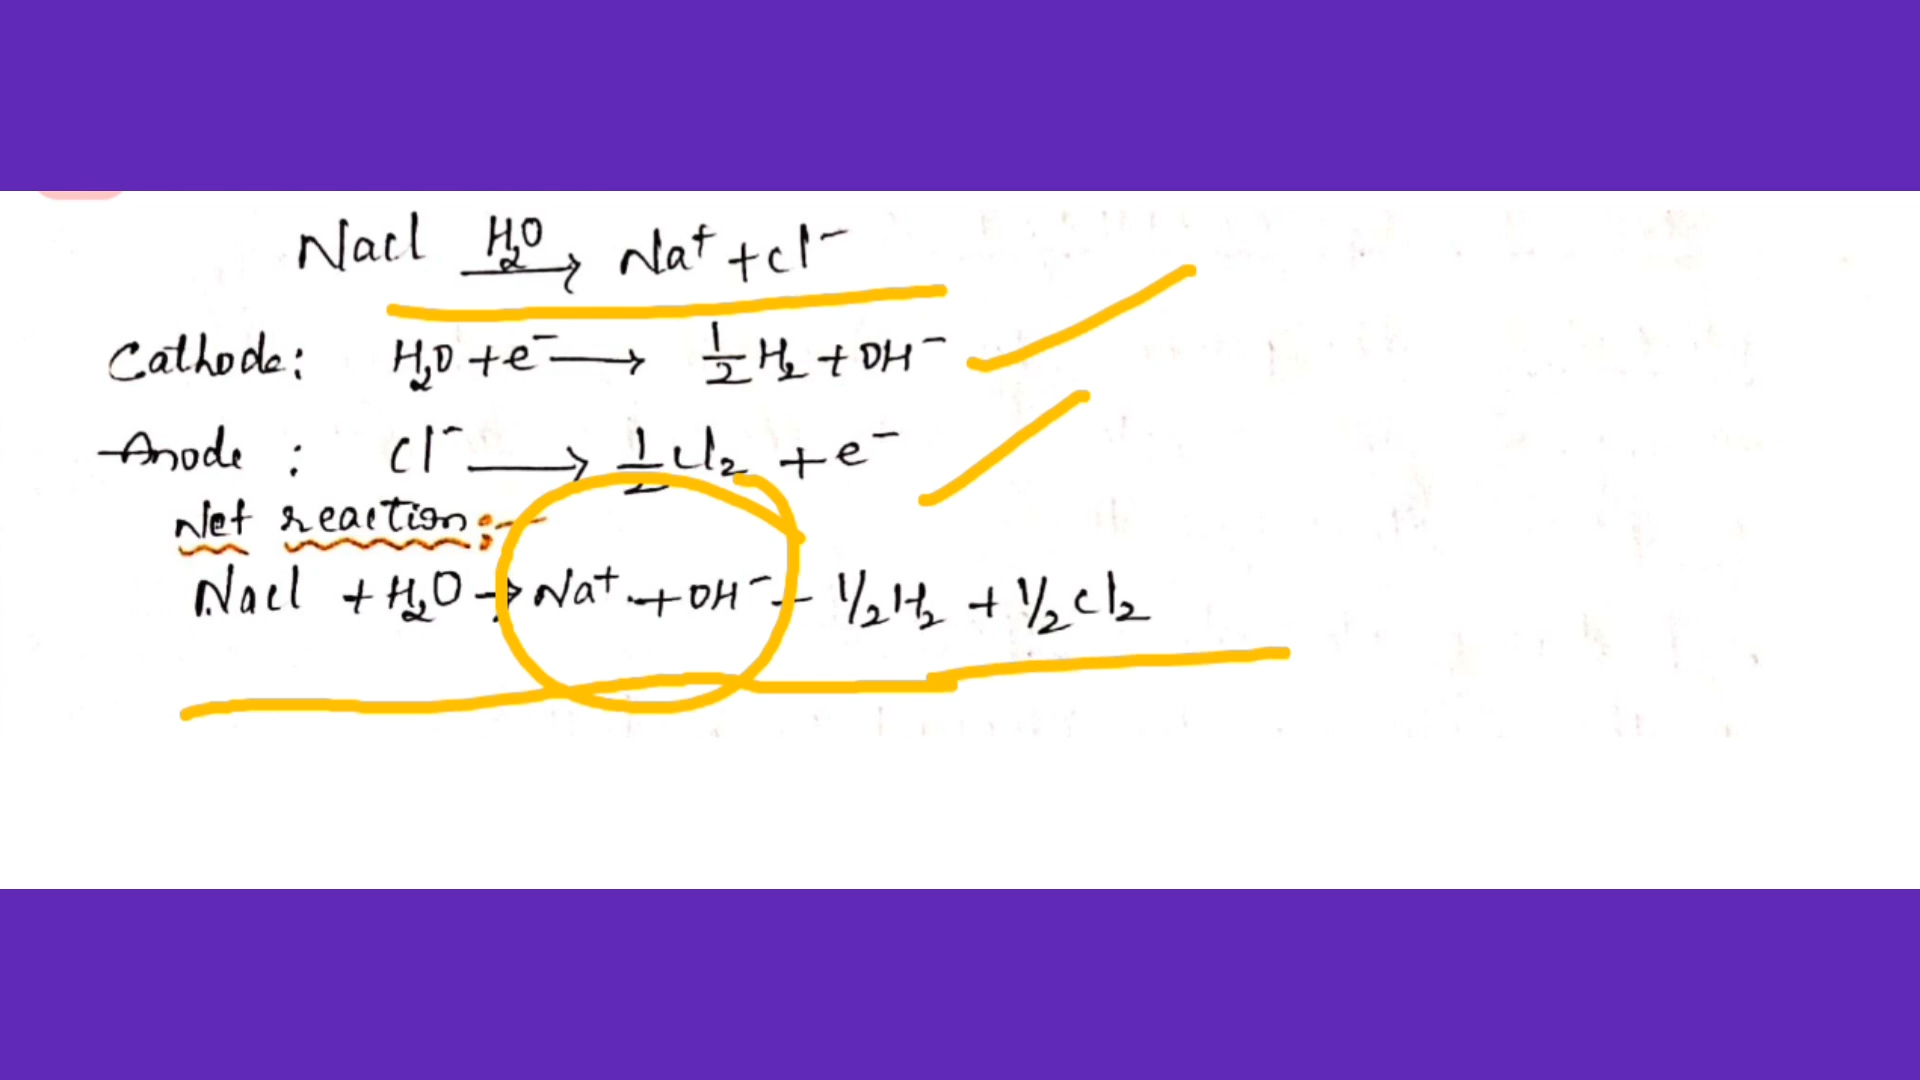 Nacl H₂O → Na⁺ + cl⁻
Cathode: H₂O + e⁻ → 1/2 H₂ + OH⁻
Anode : Cl⁻ → 1/2 Cl₂ + e⁻
Net reaction:-
Nacl + H₂O → Na⁺ + OH⁻ + 1/2 H₂ + 1/2 cl₂